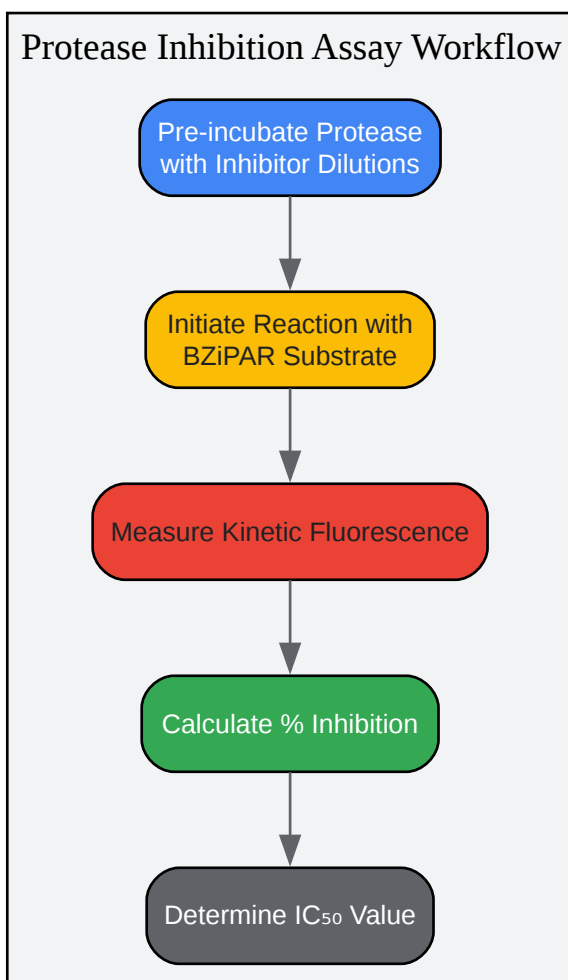 Protease Inhibition Assay Workflow
Pre-incubate Protease
with Inhibitor Dilutions
Initiate Reaction with
BZiPAR Substrate
Measure Kinetic Fluorescence
Calculate % Inhibition
Determine IC₅₀ Value